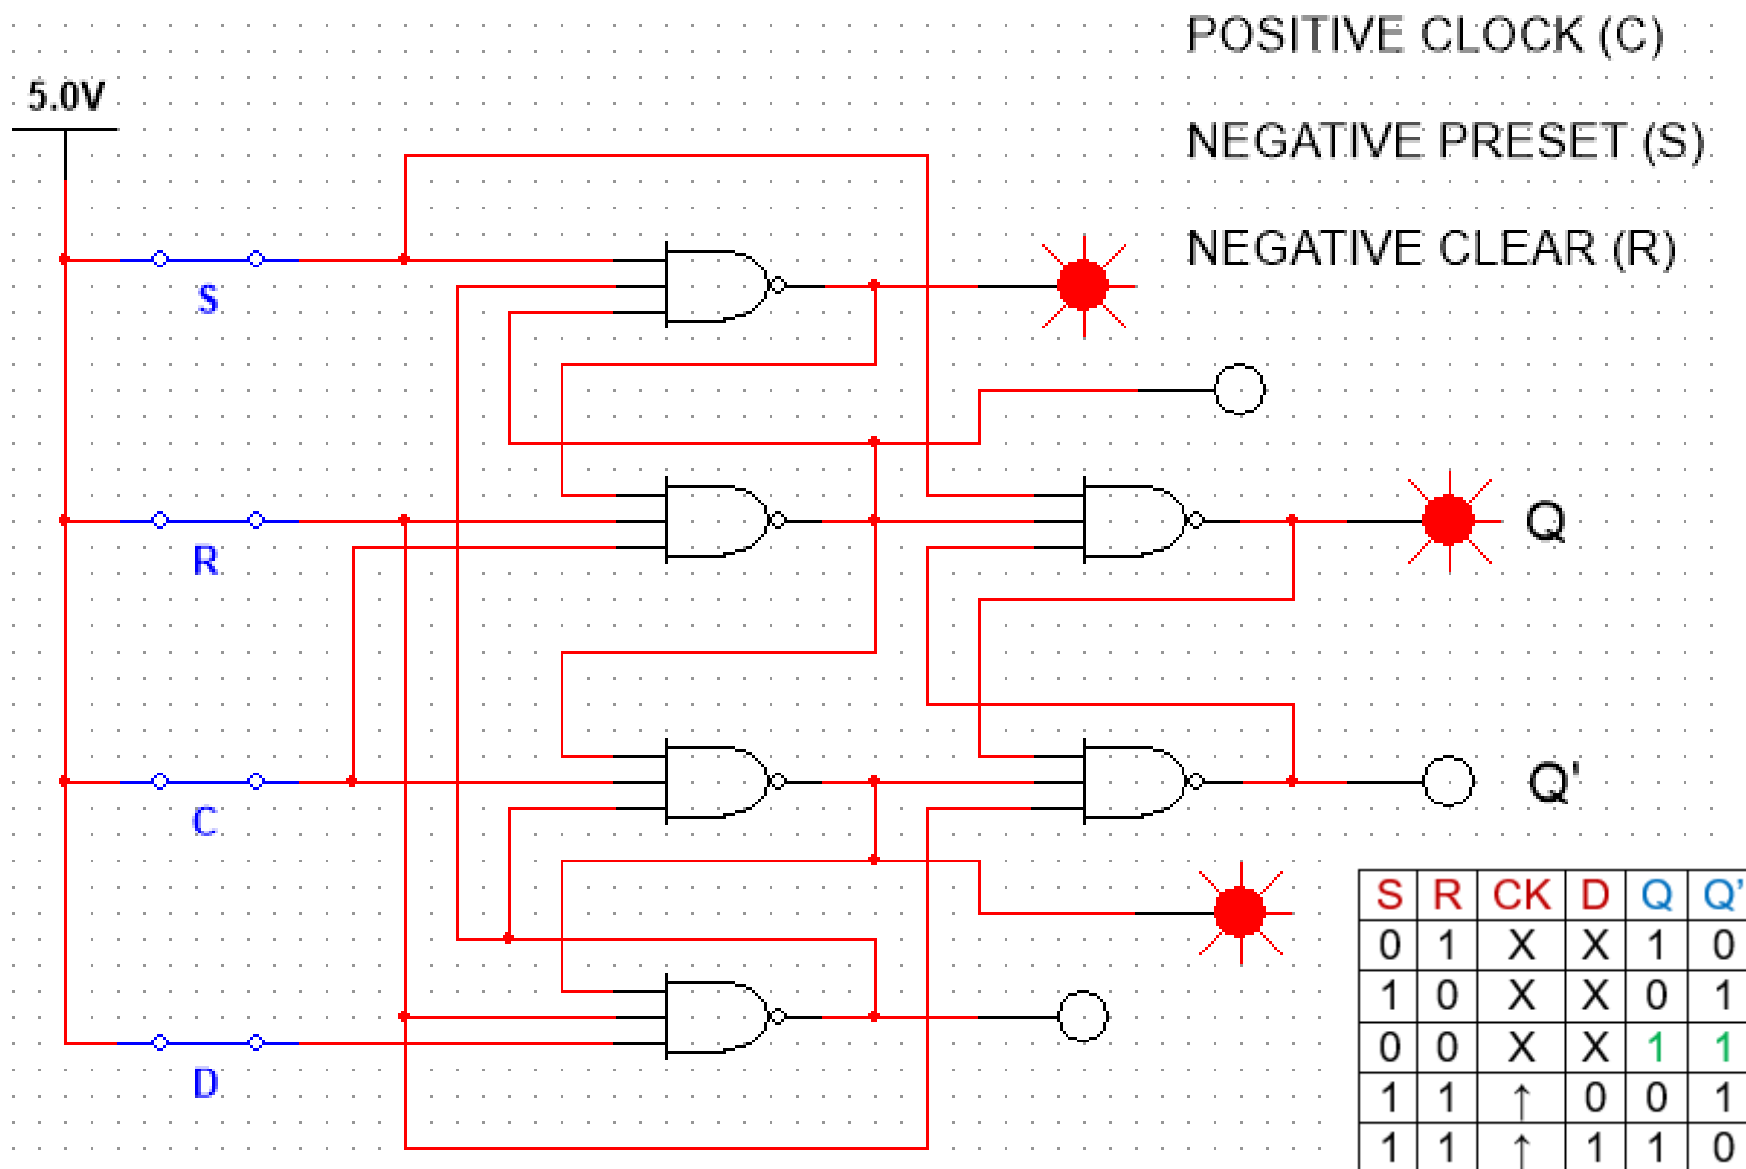 POSITIVE CLOCK (C)
5.0V
NEGATIVE PRESET (S)
NEGATIVE CLEAR (R)
S
R
Q
C
Q'
D
S R CK D Q Q'
0 1 X X 1 0
1 0 X X 0 1
0 0 X X 1 1
1 1 ↑ 0 0 1
1 1 ↑ 1 1 0